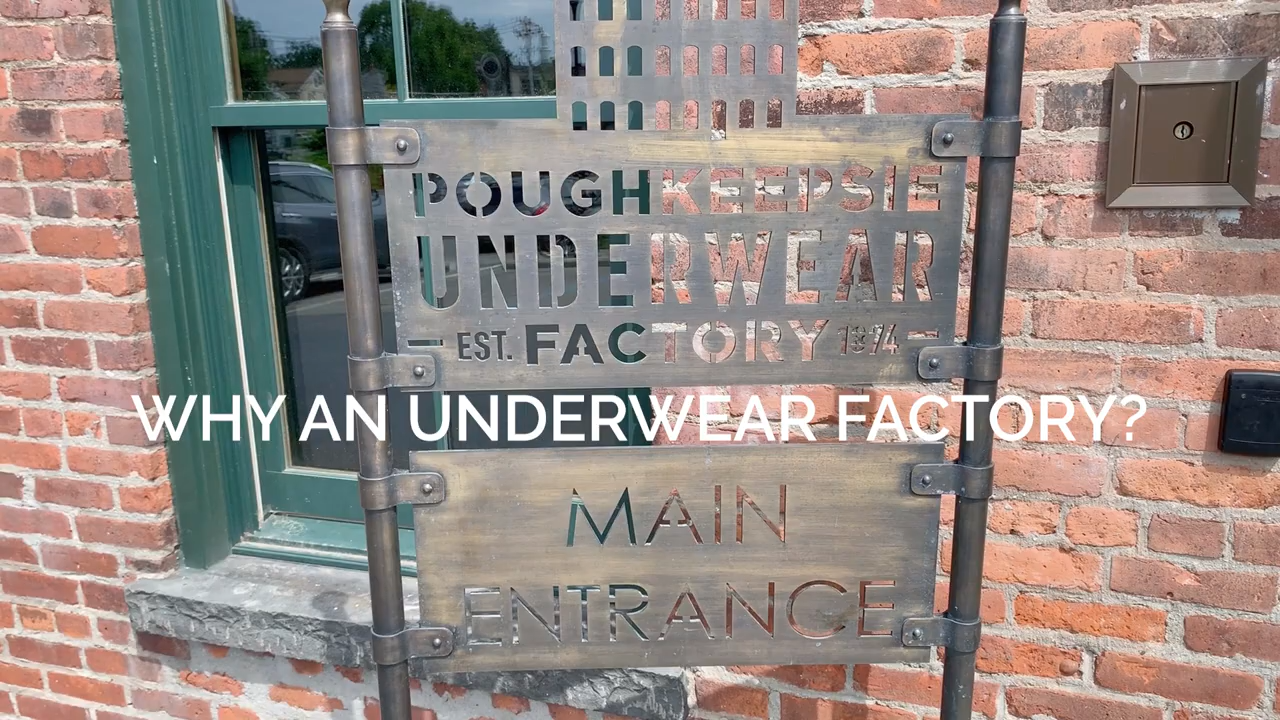 POUGHKEEPSIE
UNDERWEAR
EST. FACTORY 1874
WHY AN UNDERWEAR FACTORY?
MAIN
ENTRANCE